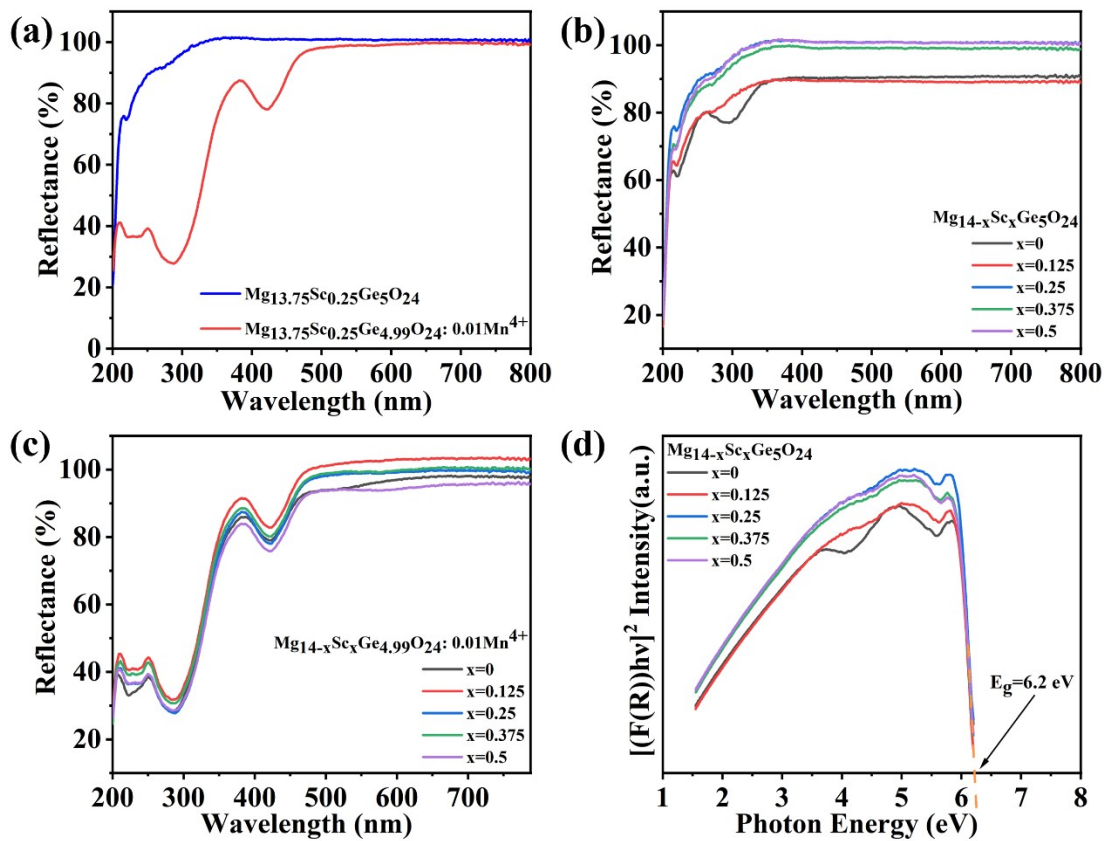 (a)
100
80
60
40
20
0
Reflectance (%)
Mg13.75Sc0.25Ge5O24
Mg13.75Sc0.25Ge4.99O24: 0.01Mn4+
200 300 400 500 600 700 800
Wavelength (nm)
(b)
100
80
60
40
20
Reflectance (%)
Mg14-xScxGe5O24
x=0
x=0.125
x=0.25
x=0.375
x=0.5
200 300 400 500 600 700 800
Wavelength (nm)
(c)
100
80
60
40
20
Reflectance (%)
Mg14-xScxGe4.99O24: 0.01Mn4+
x=0
x=0.125
x=0.25
x=0.375
x=0.5
200 300 400 500 600 700
Wavelength (nm)
(d)
[(F(R))hν]2 Intensity(a.u.)
Mg14-xScxGe5O24
x=0
x=0.125
x=0.25
x=0.375
x=0.5
Eg=6.2 eV
1 2 3 4 5 6 7 8
Photon Energy (eV)